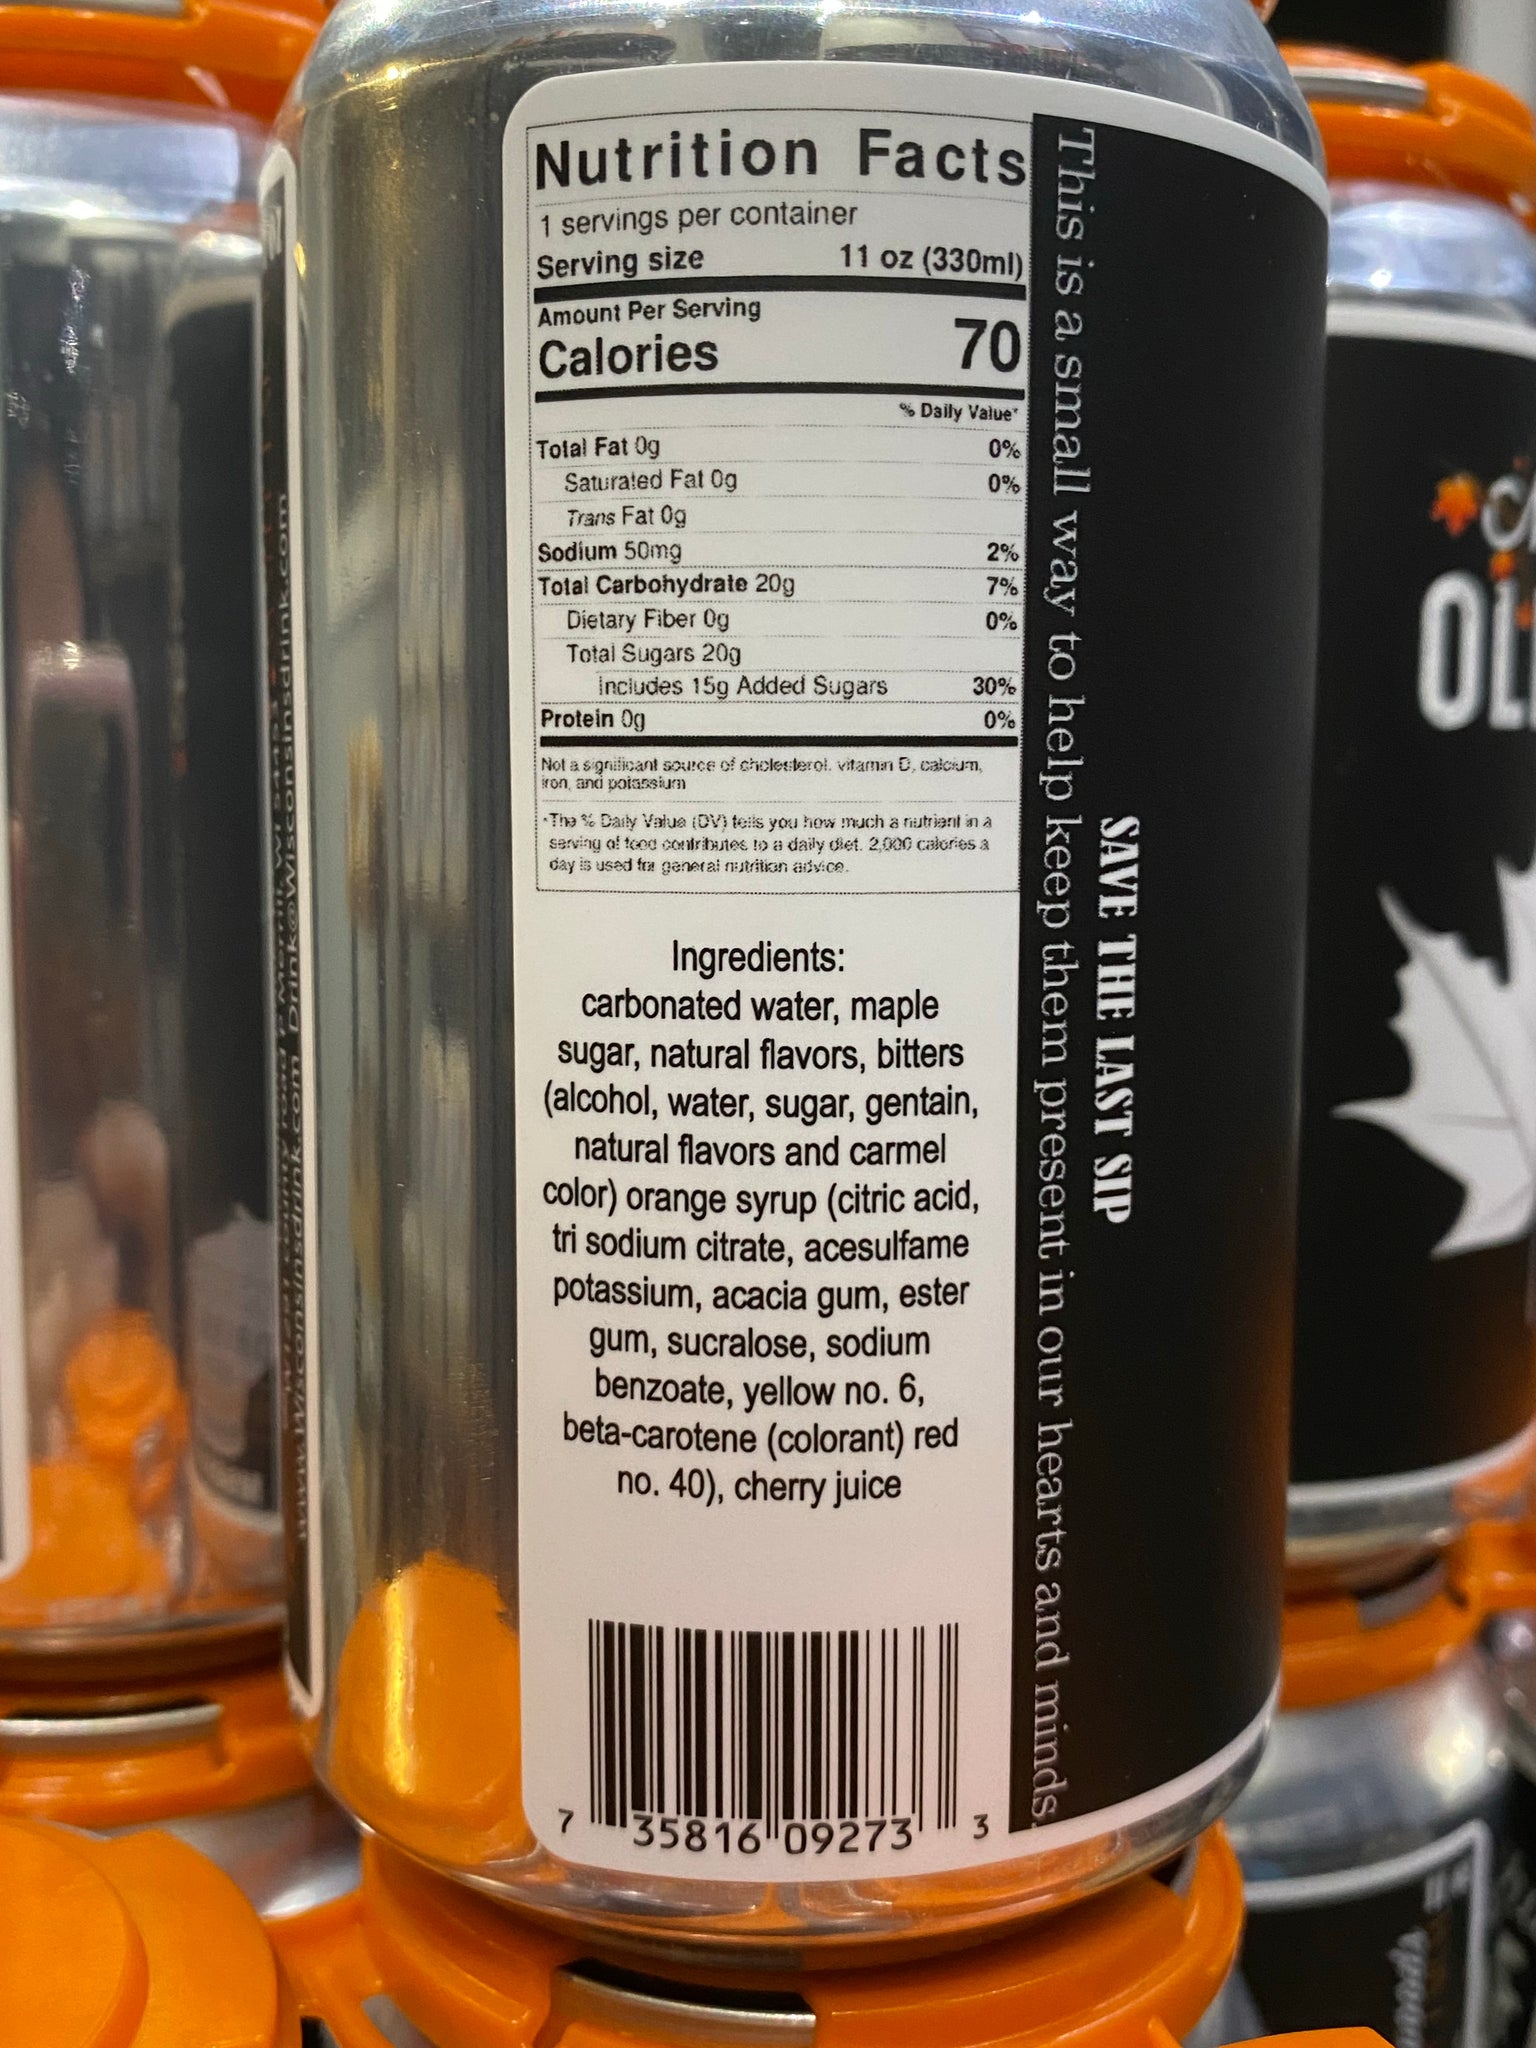 Nutrition Facts
1 servings per container
Serving size 11 oz (330ml)
Amount Per Serving
Calories 70
% Daily Value*
Total Fat 0g 0%
Saturated Fat 0g 0%
Trans Fat 0g
Sodium 50mg 2%
Total Carbohydrate 20g 7%
Dietary Fiber 0g 0%
Total Sugars 20g
includes 15g Added Sugars 30%
Protein 0g 0%
Not a significant source of cholesterol, vitamin D, calcium,
iron, and potassium
*The % Daily Value (DV) tells you how much a nutrient in a
serving of food contributes to a daily diet. 2,000 calories a
day is used for general nutrition advice.
Ingredients:
carbonated water, maple
sugar, natural flavors, bitters
(alcohol, water, sugar, gentain,
natural flavors and carmel
color) orange syrup (citric acid,
tri sodium citrate, acesulfame
potassium, acacia gum, ester
gum, sucralose, sodium
benzoate, yellow no. 6,
beta-carotene (colorant) red
no. 40), cherry juice
7 35816 09273 3
SAVE THE LAST SIP
This is a small way to help keep them present in our hearts and minds.
www.Wisconsinsdrink.com Drink@Wisconsinsdrink.com
OL